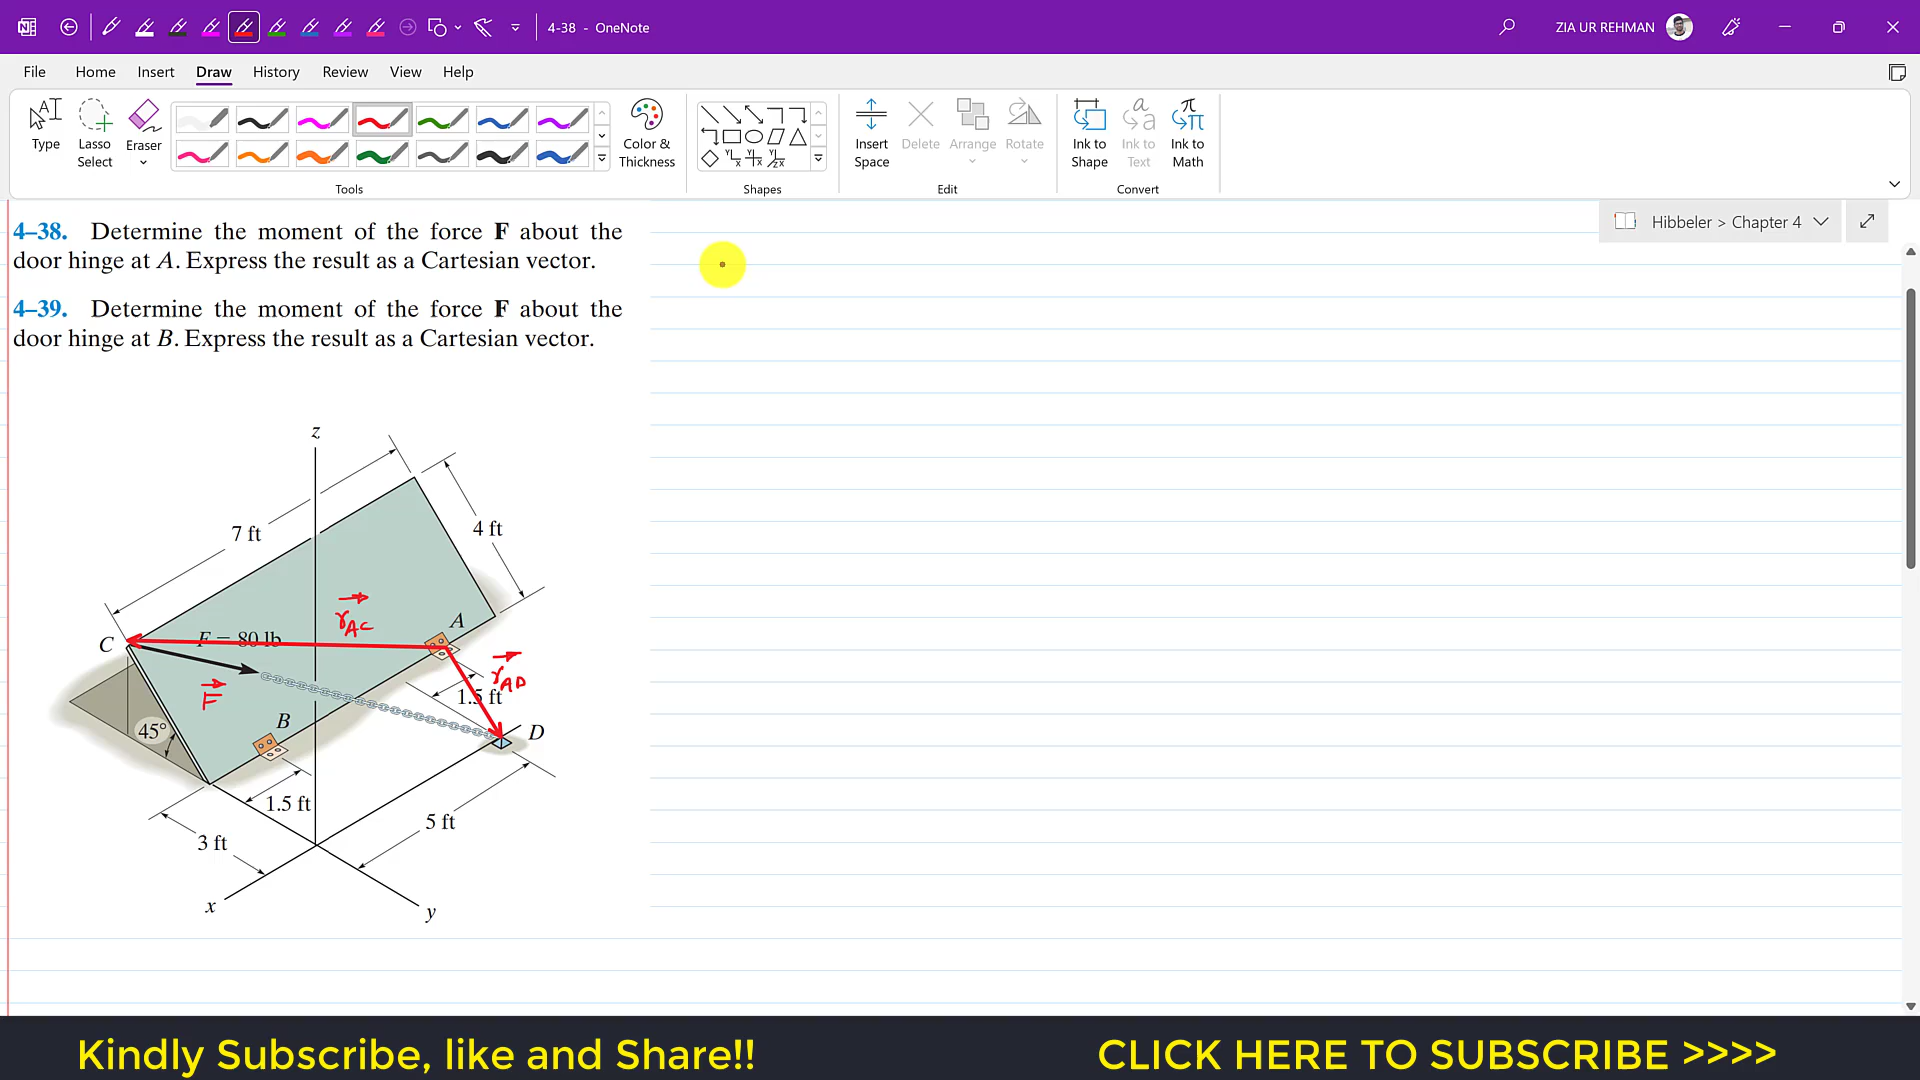 4-38 - OneNote
ZIA UR REHMAN
File Home Insert Draw History Review View Help
Type
Lasso Select
Eraser
Color & Thickness
Insert Space
Delete
Arrange
Rotate
Ink to Shape
Ink to Text
Ink to Math
Tools
Shapes
Edit
Convert
Hibbeler > Chapter 4
4–38. Determine the moment of the force F about the
door hinge at A. Express the result as a Cartesian vector.
4–39. Determine the moment of the force F about the
door hinge at B. Express the result as a Cartesian vector.
z
7 ft
4 ft
r_AC
A
C
F = 80 lb
r_AD
F
1.5 ft
B
45°
D
1.5 ft
5 ft
3 ft
x
y
Kindly Subscribe, like and Share!!
CLICK HERE TO SUBSCRIBE >>>>